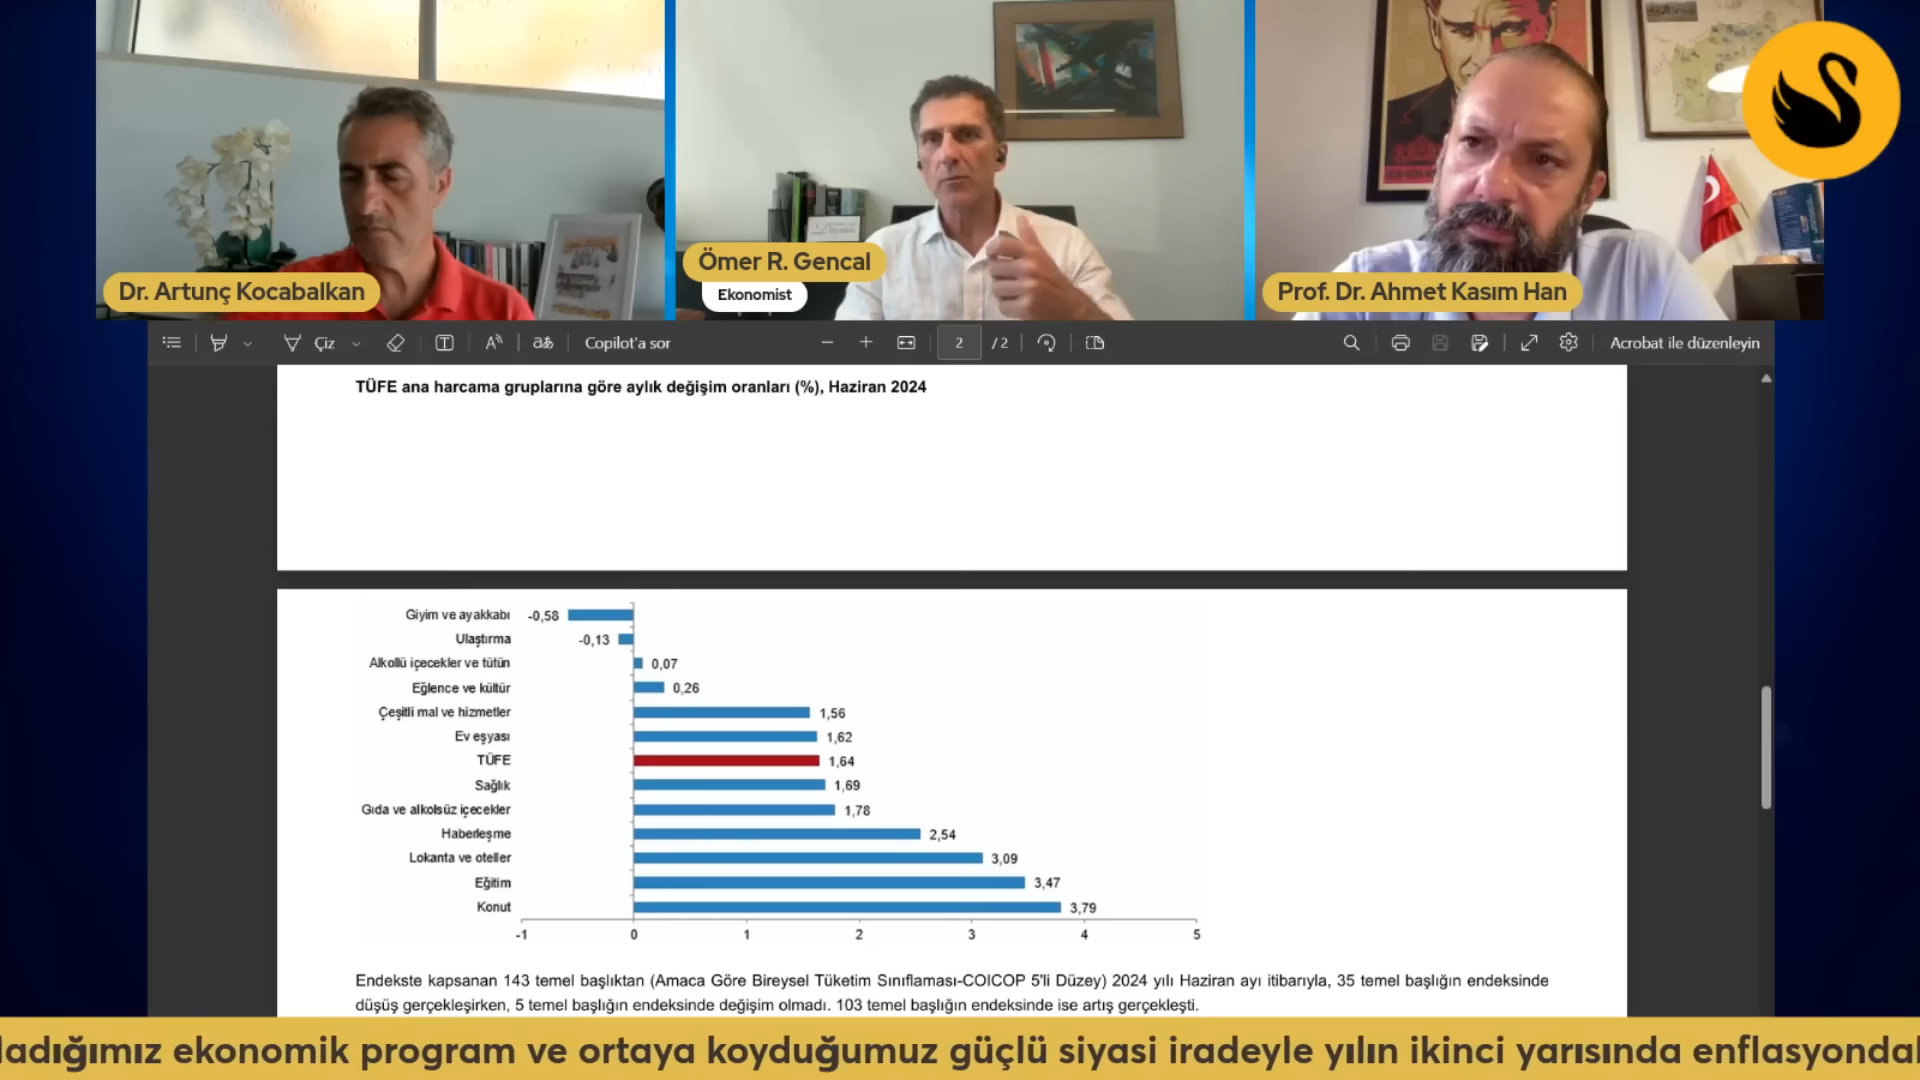 Dr. Artunç Kocabalkan
Ömer R. Gencal
Ekonomist
Prof. Dr. Ahmet Kasım Han
Çiz
Copilot'a sor
2 / 2
Acrobat ile düzenleyin
TÜFE ana harcama gruplarına göre aylık değişim oranları (%), Haziran 2024
Giyim ve ayakkabı -0,58
Ulaştırma -0,13
Alkollü içecekler ve tütün 0,07
Eğlence ve kültür 0,26
Çeşitli mal ve hizmetler 1,56
Ev eşyası 1,62
TÜFE 1,64
Sağlık 1,69
Gıda ve alkolsüz içecekler 1,78
Haberleşme 2,54
Lokanta ve oteller 3,09
Eğitim 3,47
Konut 3,79
-1 0 1 2 3 4 5
Endekste kapsanan 143 temel başlıktan (Amaca Göre Bireysel Tüketim Sınıflaması-COICOP 5'li Düzey) 2024 yılı Haziran ayı itibarıyla, 35 temel başlığın endeksinde
düşüş gerçekleşirken, 5 temel başlığın endeksinde değişim olmadı. 103 temel başlığın endeksinde ise artış gerçekleşti.
ladığımız ekonomik program ve ortaya koyduğumuz güçlü siyasi iradeyle yılın ikinci yarısında enflasyondal